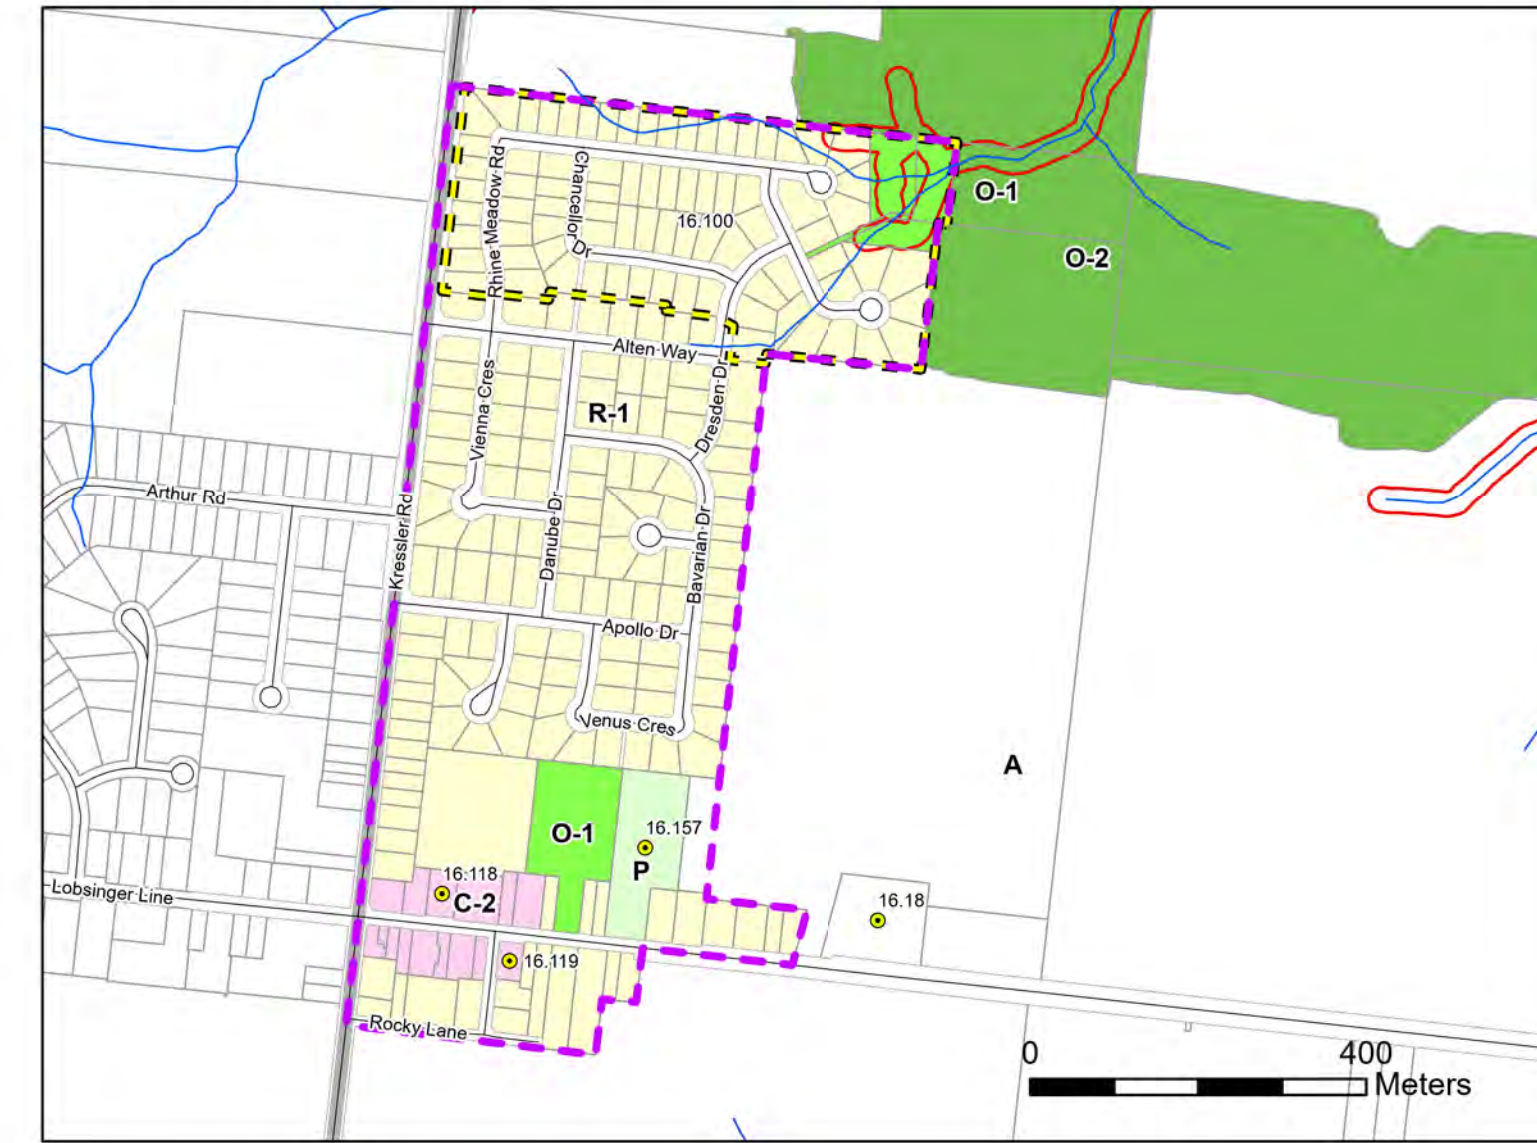 O-1
O-2
Rhine Meadow Rd
Chancellor
Dr
16.100
Alten Way
Vienna Cres
R-1
Dresden Dr
Arthur Rd
Kressler Rd
Danube Dr
Bavarian Dr
Apollo Dr
Venus Cres
A
O-1
16.157
P
16.118
C-2
16.18
Lobsinger Line
16.119
Rocky Lane
0 400
Meters